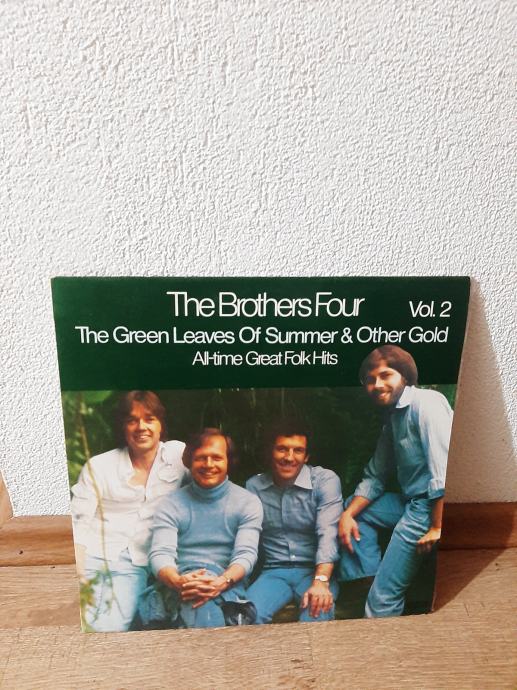 The Brothers Four
Vol. 2
The Green Leaves Of Summer & Other Gold
All-time Great Folk Hits